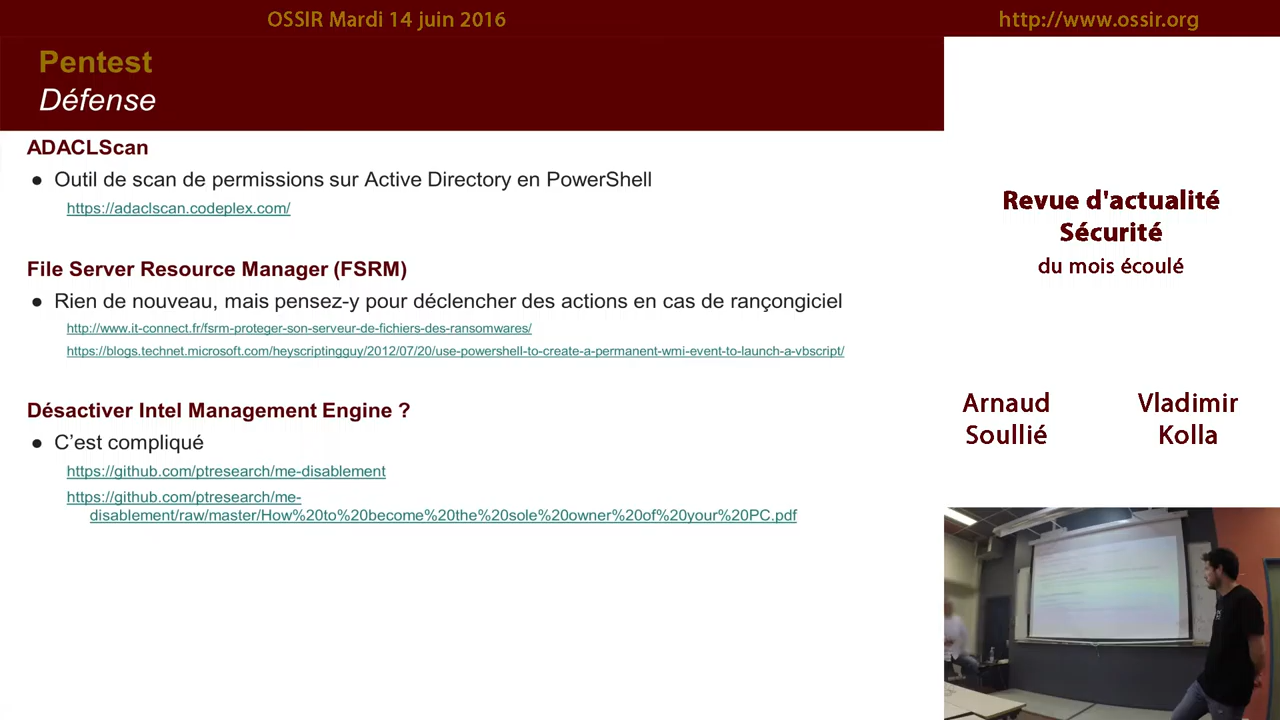 OSSIR Mardi 14 juin 2016
http://www.ossir.org
Pentest
Défense
ADACLScan
● Outil de scan de permissions sur Active Directory en PowerShell
https://adaclscan.codeplex.com/
File Server Resource Manager (FSRM)
● Rien de nouveau, mais pensez-y pour déclencher des actions en cas de rançongiciel
http://www.it-connect.fr/fsrm-proteger-son-serveur-de-fichiers-des-ransomwares/
https://blogs.technet.microsoft.com/heyscriptingguy/2012/07/20/use-powershell-to-create-a-permanent-wmi-event-to-launch-a-vbscript/
Désactiver Intel Management Engine ?
● C’est compliqué
https://github.com/ptresearch/me-disablement
https://github.com/ptresearch/me-
disablement/raw/master/How%20to%20become%20the%20sole%20owner%20of%20your%20PC.pdf
Revue d'actualité
Sécurité
du mois écoulé
Arnaud
Soullié
Vladimir
Kolla